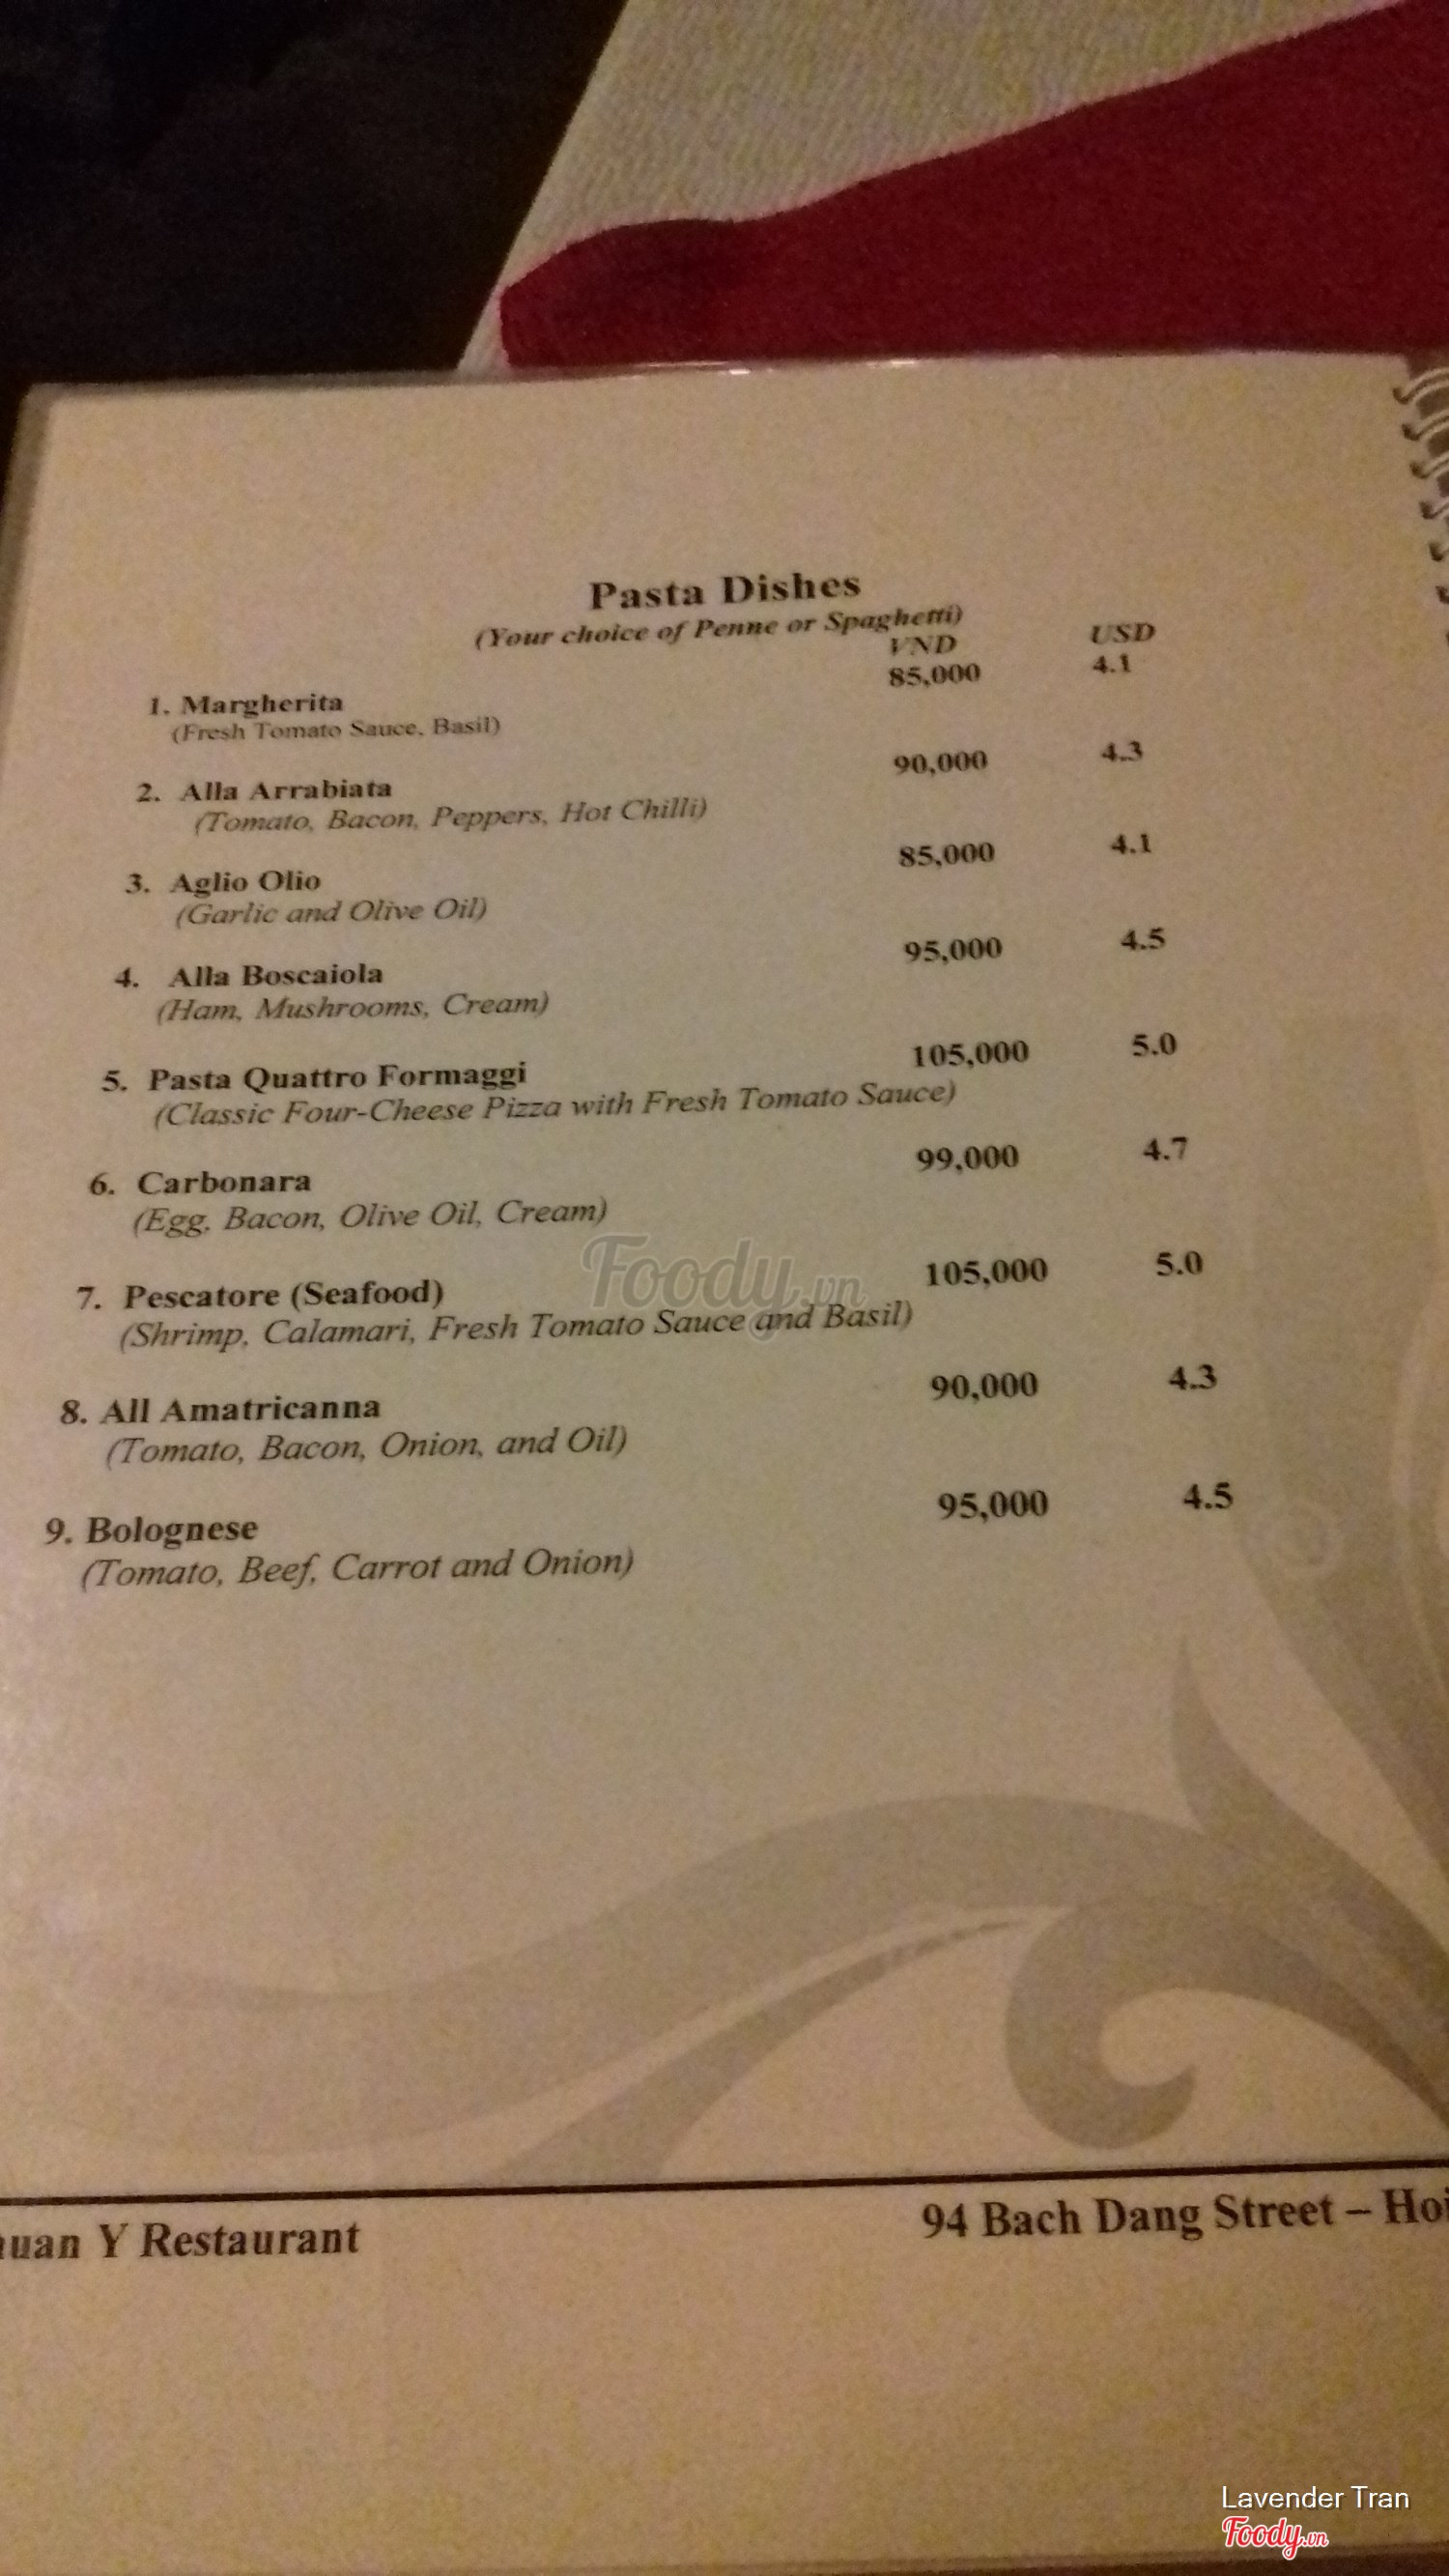 Pasta Dishes
(Your choice of Penne or Spaghetti)
VND USD
1. Margherita 85,000 4.1
(Fresh Tomato Sauce, Basil)
2. Alla Arrabiata 90,000 4.3
(Tomato, Bacon, Peppers, Hot Chilli)
3. Aglio Olio 85,000 4.1
(Garlic and Olive Oil)
4. Alla Boscaiola 95,000 4.5
(Ham, Mushrooms, Cream)
5. Pasta Quattro Formaggi 105,000 5.0
(Classic Four-Cheese Pizza with Fresh Tomato Sauce)
6. Carbonara 99,000 4.7
(Egg, Bacon, Olive Oil, Cream)
7. Pescatore (Seafood) 105,000 5.0
(Shrimp, Calamari, Fresh Tomato Sauce and Basil)
8. All Amatricanna 90,000 4.3
(Tomato, Bacon, Onion, and Oil)
9. Bolognese 95,000 4.5
(Tomato, Beef, Carrot and Onion)
Foody.vn
Y Restaurant 94 Bach Dang Street – Hoi
Lavender Tran
Foody.vn